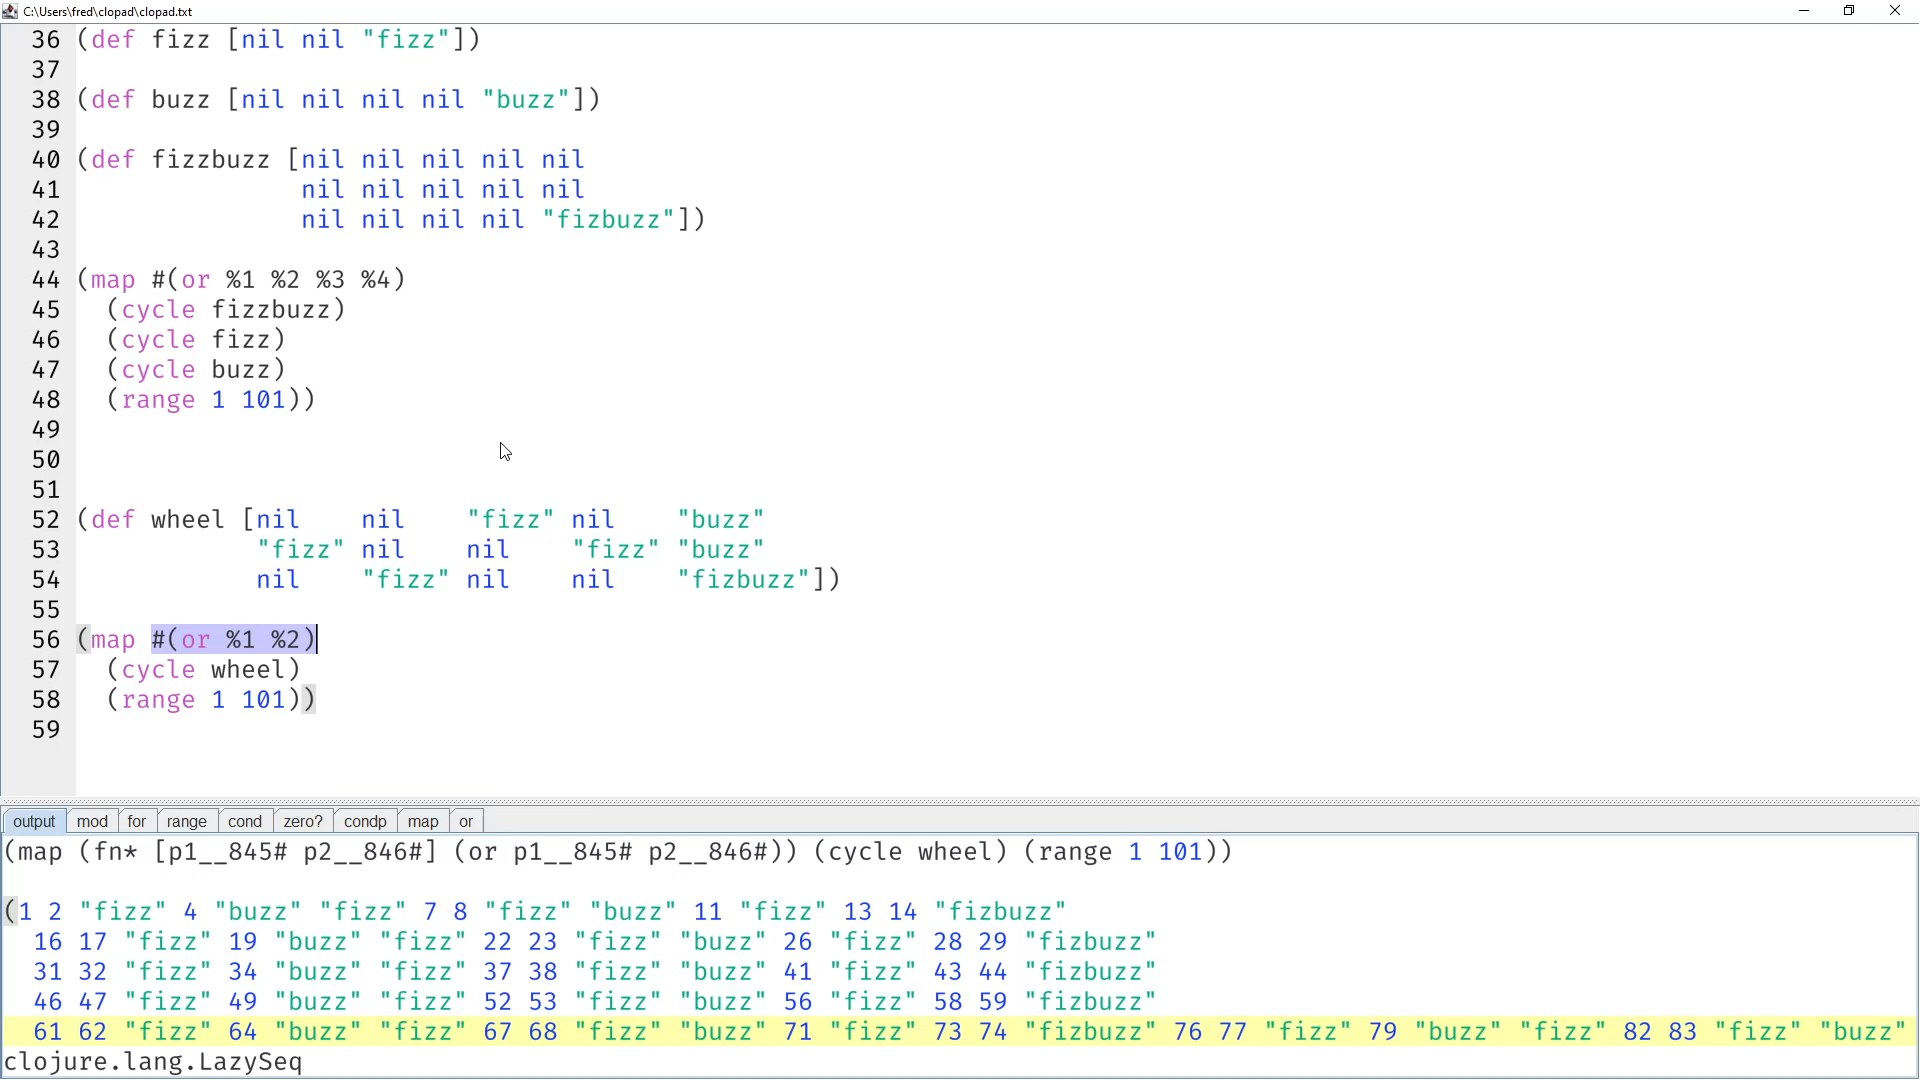 C:\Users\fred\clopad\clopad.txt
36 (def fizz [nil nil "fizz"])
37
38 (def buzz [nil nil nil nil "buzz"])
39
40 (def fizzbuzz [nil nil nil nil nil
41 nil nil nil nil nil
42 nil nil nil nil "fizbuzz"])
43
44 (map #(or %1 %2 %3 %4)
45 (cycle fizzbuzz)
46 (cycle fizz)
47 (cycle buzz)
48 (range 1 101))
49
50
51
52 (def wheel [nil nil "fizz" nil "buzz"
53 "fizz" nil nil "fizz" "buzz"
54 nil "fizz" nil nil "fizbuzz"])
55
56 (map #(or %1 %2)
57 (cycle wheel)
58 (range 1 101))
59
output mod for range cond zero? condp map or
(map (fn* [p1__845# p2__846#] (or p1__845# p2__846#)) (cycle wheel) (range 1 101))
(1 2 "fizz" 4 "buzz" "fizz" 7 8 "fizz" "buzz" 11 "fizz" 13 14 "fizbuzz"
16 17 "fizz" 19 "buzz" "fizz" 22 23 "fizz" "buzz" 26 "fizz" 28 29 "fizbuzz"
31 32 "fizz" 34 "buzz" "fizz" 37 38 "fizz" "buzz" 41 "fizz" 43 44 "fizbuzz"
46 47 "fizz" 49 "buzz" "fizz" 52 53 "fizz" "buzz" 56 "fizz" 58 59 "fizbuzz"
61 62 "fizz" 64 "buzz" "fizz" 67 68 "fizz" "buzz" 71 "fizz" 73 74 "fizbuzz" 76 77 "fizz" 79 "buzz" "fizz" 82 83 "fizz" "buzz"
clojure.lang.LazySeq